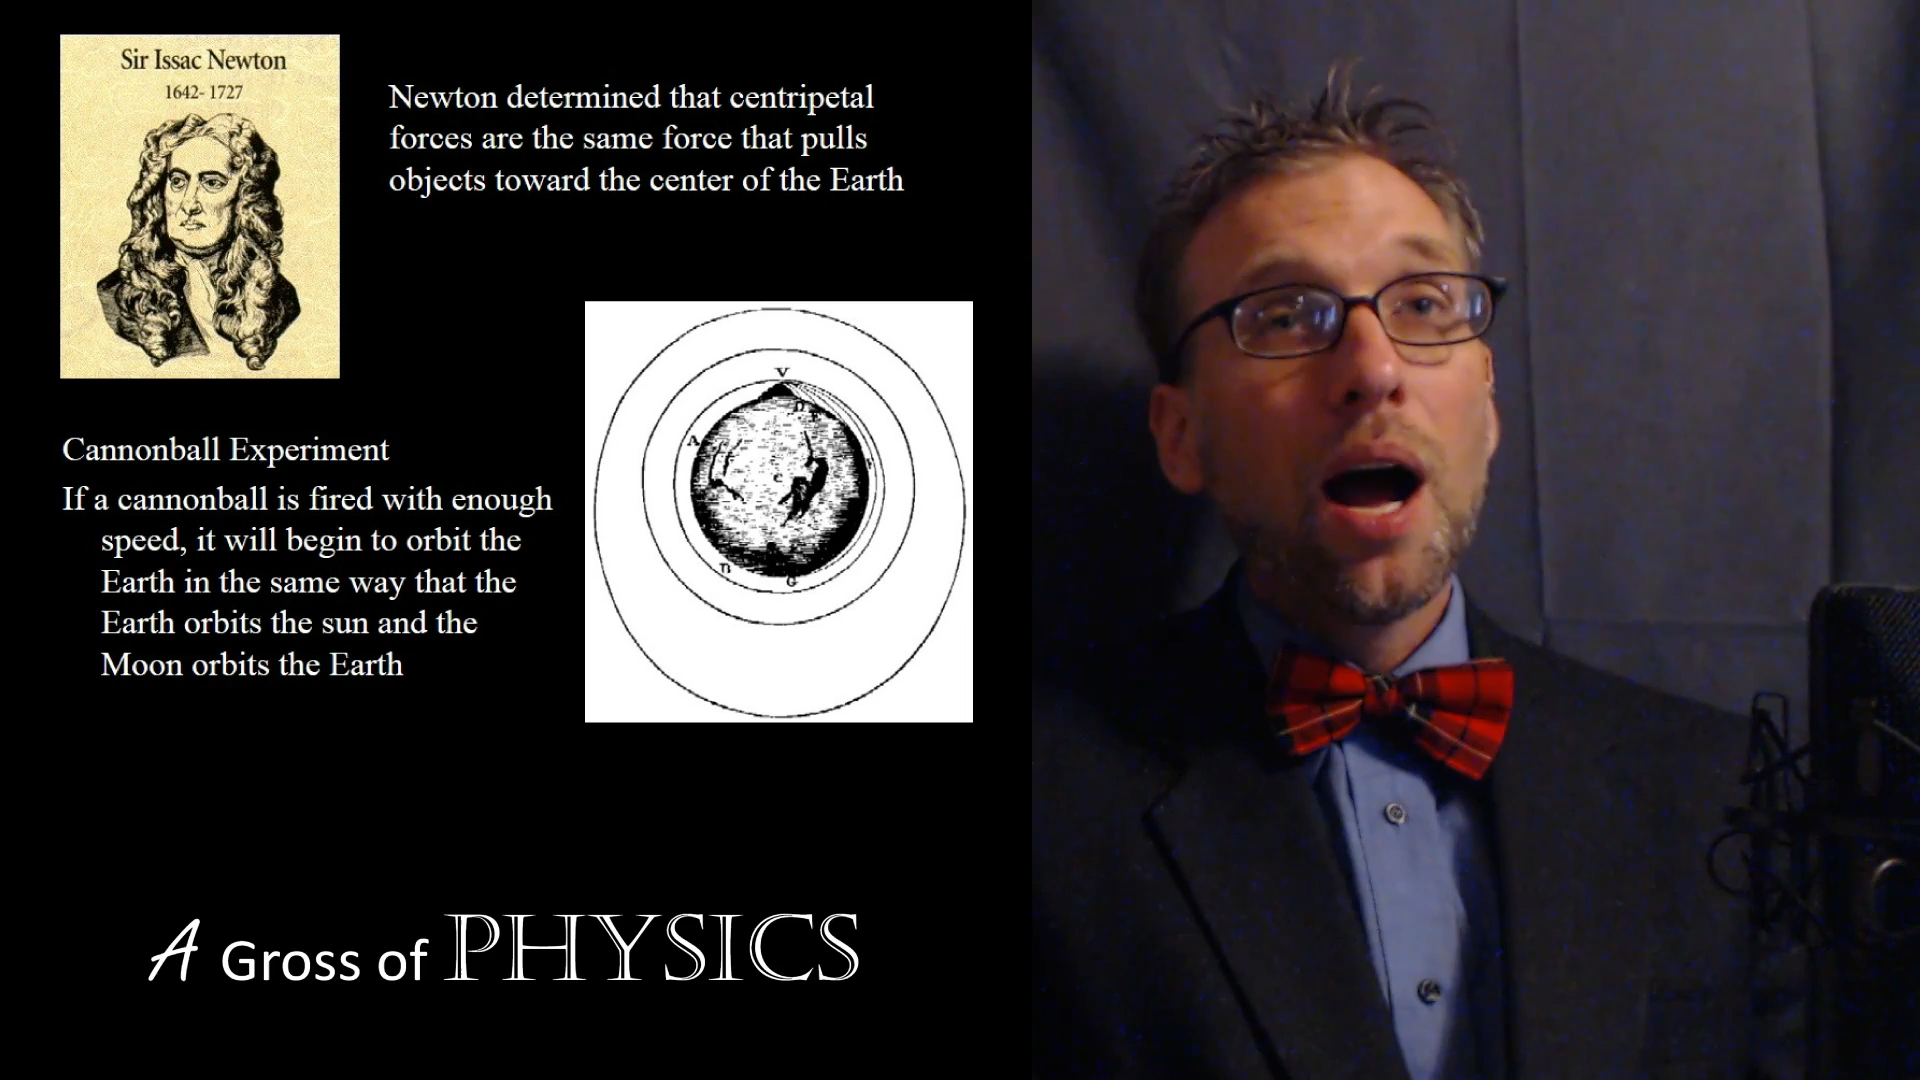 Sir Issac Newton
1642- 1727
Newton determined that centripetal
forces are the same force that pulls
objects toward the center of the Earth
V
D
F
A
C
B
G
Cannonball Experiment
If a cannonball is fired with enough
speed, it will begin to orbit the
Earth in the same way that the
Earth orbits the sun and the
Moon orbits the Earth
A Gross of PHYSICS